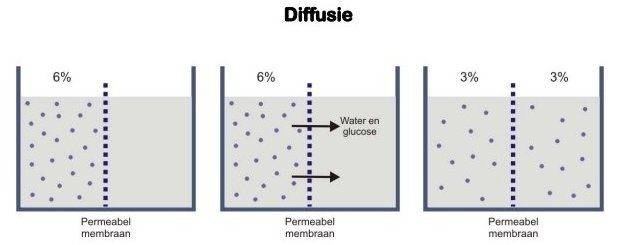 Diffusie
6%
6%
3%
3%
Water en
glucose
Permeabel
membraan
Permeabel
membraan
Permeabel
membraan